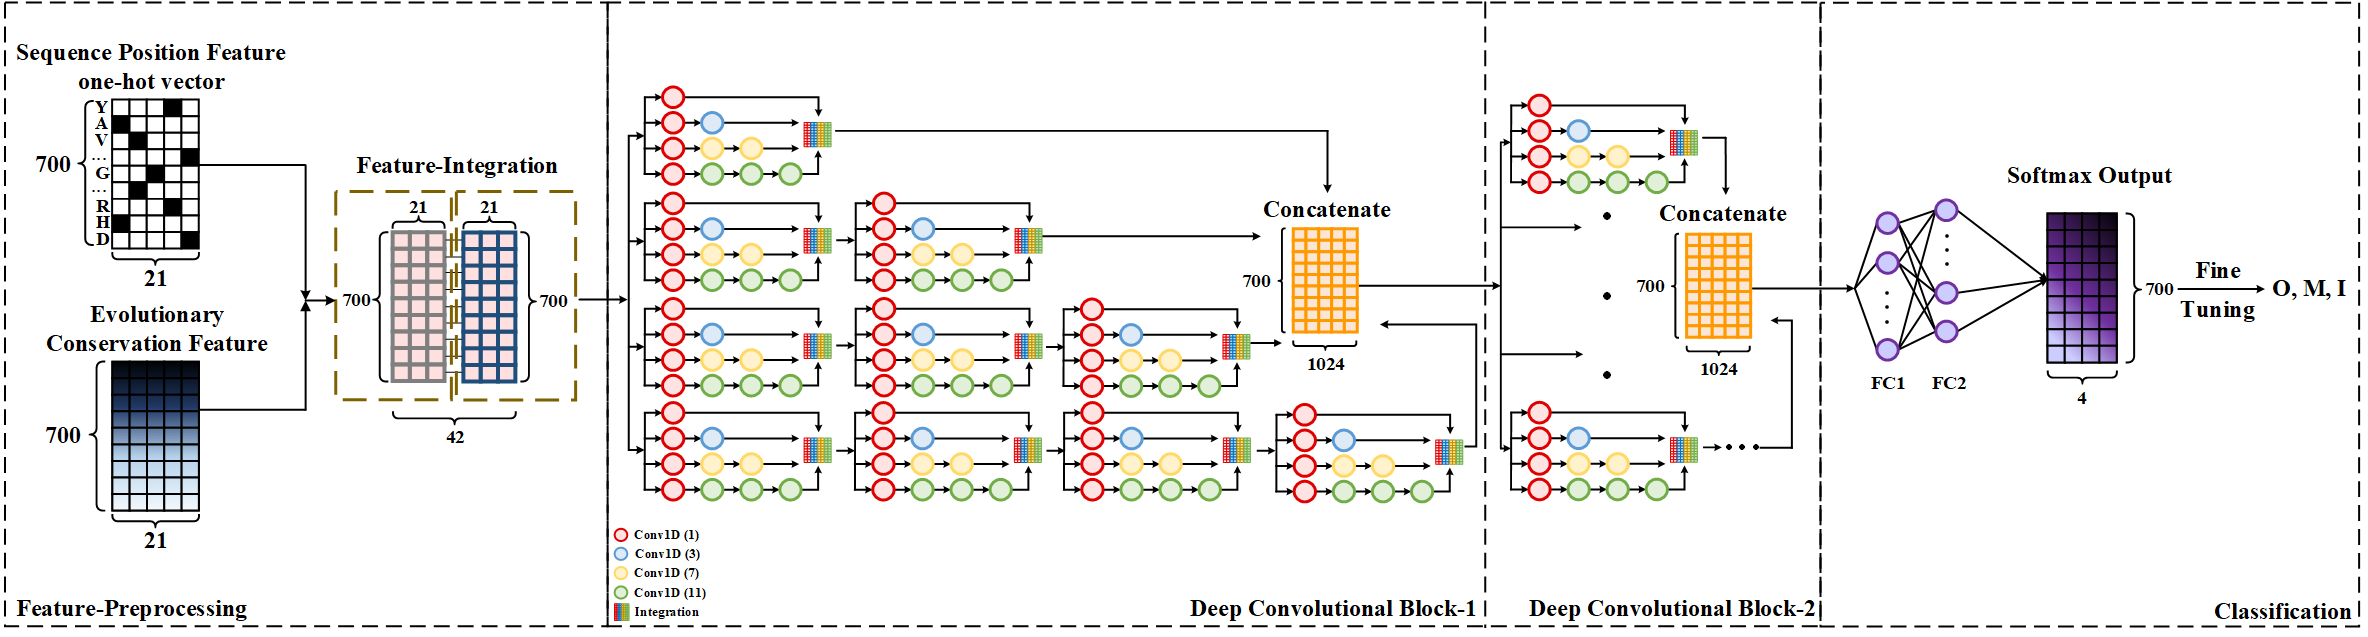 Sequence Position Feature
one-hot vector
Y
A
V
...
G
...
R
H
D
700
21
Evolutionary
Conservation Feature
700
21
Feature-Preprocessing
Feature-Integration
21 21
700 700
42
Concatenate
700
1024
Conv1D (1)
Conv1D (3)
Conv1D (7)
Conv1D (11)
Integration
Deep Convolutional Block-1
Concatenate
700
1024
Deep Convolutional Block-2
FC1 FC2
Softmax Output
700
4
Fine
Tuning
O, M, I
Classification